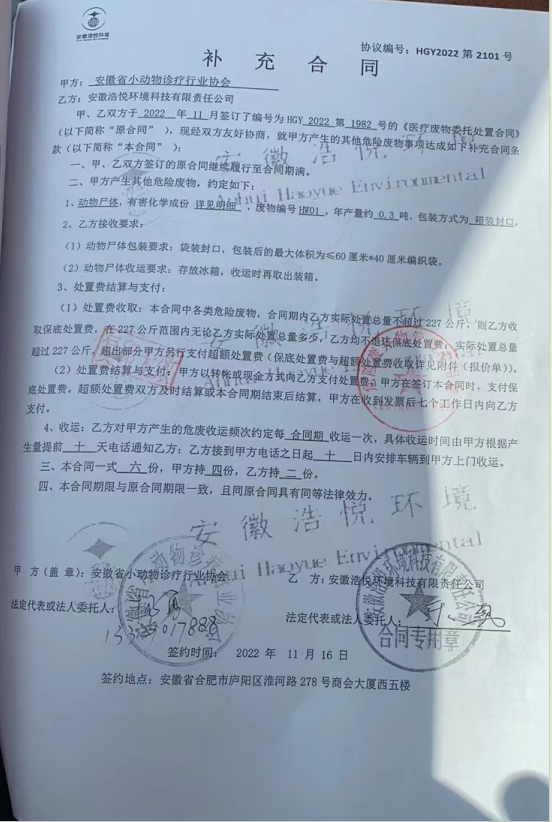 安徽浩悦环境
协议编号：HGY2022 第 2101 号
补 充 合 同
甲方：安徽省小动物诊疗行业协会
乙方：安徽浩悦环境科技有限责任公司
甲、乙双方于 2022 年 11 月签订了编号为 HGY 2022 第 1982 号的《医疗废物委托处置合同》
（以下简称“原合同”），现经双方友好协商，就甲方产生的其他危险废物事项达成如下补充合同条
款（以下简称“本合同”）：
一、甲、乙双方签订的原合同继续履行至合同期满。
二、甲方产生其他危险废物，约定如下：
1、动物尸体，有害化学成份 详见明细，废物编号 HW01，年产量约 0.3 吨，包装方式为 箱装封口。
2、乙方接收要求：
（1）动物尸体包装要求：袋装封口，包装后的最大体积为≤60 厘米*40 厘米编织袋。
（2）动物尸体收运要求：存放冰箱，收运时再取出装箱。
3、处置费结算与支付：
（1）处置费收取：本合同中各类危险废物，合同期内乙方实际处置总量不超过 227 公斤，则乙方收
取保底处置费，在 227 公斤范围内无论乙方实际处置总量多少，乙方均不退还保底处置费；实际处置总量
超过 227 公斤，超出部分甲方另行支付超额处置费（保底处置费与超额处置费收取详见附件（报价单））。
（2）处置费结算与支付：甲方以转帐或现金方式向乙方支付处置费；甲方在签订本合同时，支付保
底处置费。超额处置费双方及时结算或本合同期结束后结算，甲方在收到发票后七个工作日内向乙方
支付。
4、收运：乙方对甲方产生的危废收运频次约定每 合同期 收运一次，具体收运时间由甲方根据产
生量提前 十 天电话通知乙方；乙方接到甲方电话之日起 十 日内安排车辆到甲方上门收运。
三、本合同一式 六 份，甲方持 四 份，乙方持 二 份。
四、本合同期限与原合同期限一致，且同原合同具有同等法律效力。
安徽浩悦环境
Anhui Haoyue Environmental
甲 方（盖 章）：安徽省小动物诊疗行业协会
乙 方：安徽浩悦环境科技有限责任公司
法定代表或法人委托人：
法定代表或法人委托人：
合同专用章
签约时间： 2022 年 11 月 16 日
签约地点：安徽省合肥市庐阳区淮河路 278 号商会大厦西五楼